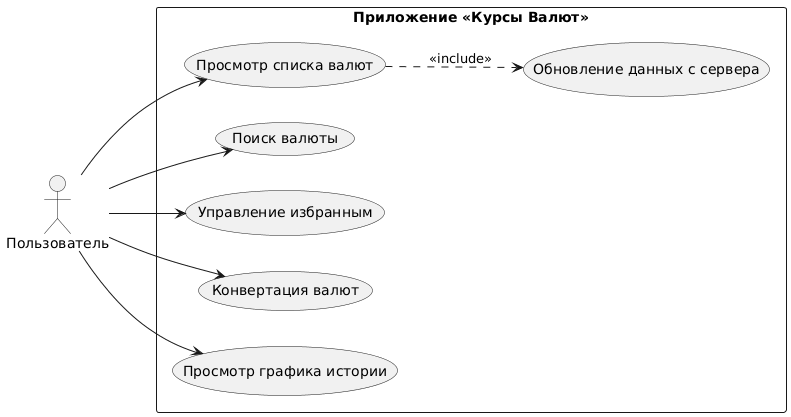 Приложение «Курсы Валют»
Просмотр списка валют
«include»
Обновление данных с сервера
Поиск валюты
Управление избранным
Пользователь
Конвертация валют
Просмотр графика истории